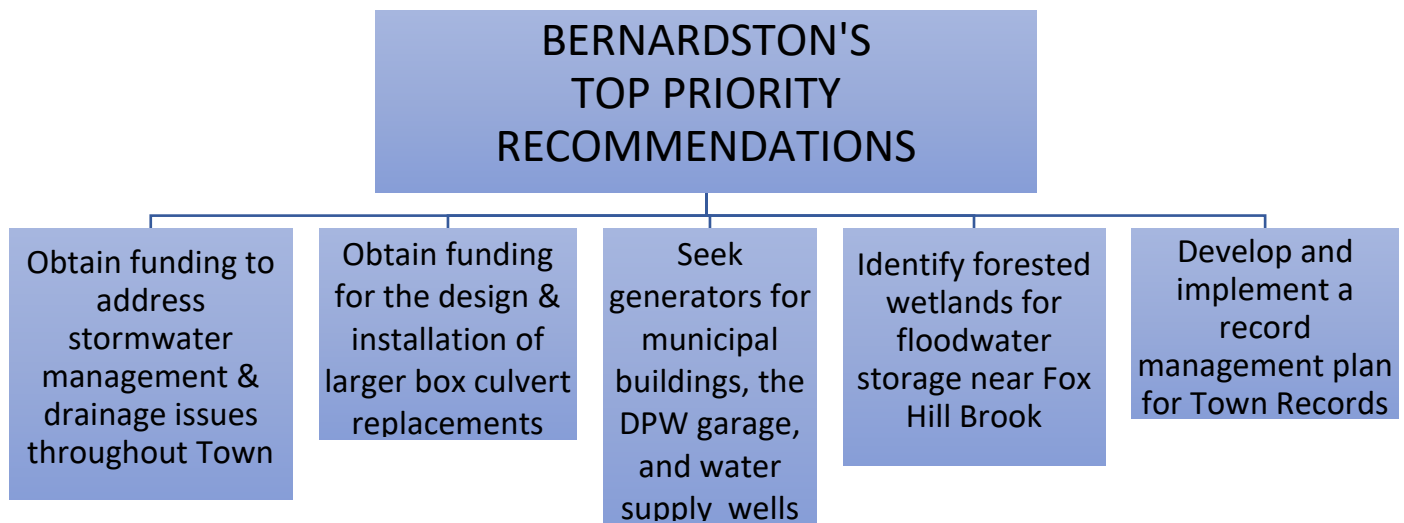 BERNARDSTON'S
TOP PRIORITY
RECOMMENDATIONS
Obtain funding to
address
stormwater
management &
drainage issues
throughout Town
Obtain funding
for the design &
installation of
larger box culvert
replacements
Seek
generators for
municipal
buildings, the
DPW garage,
and water
supply wells
Identify forested
wetlands for
floodwater
storage near Fox
Hill Brook
Develop and
implement a
record
management plan
for Town Records